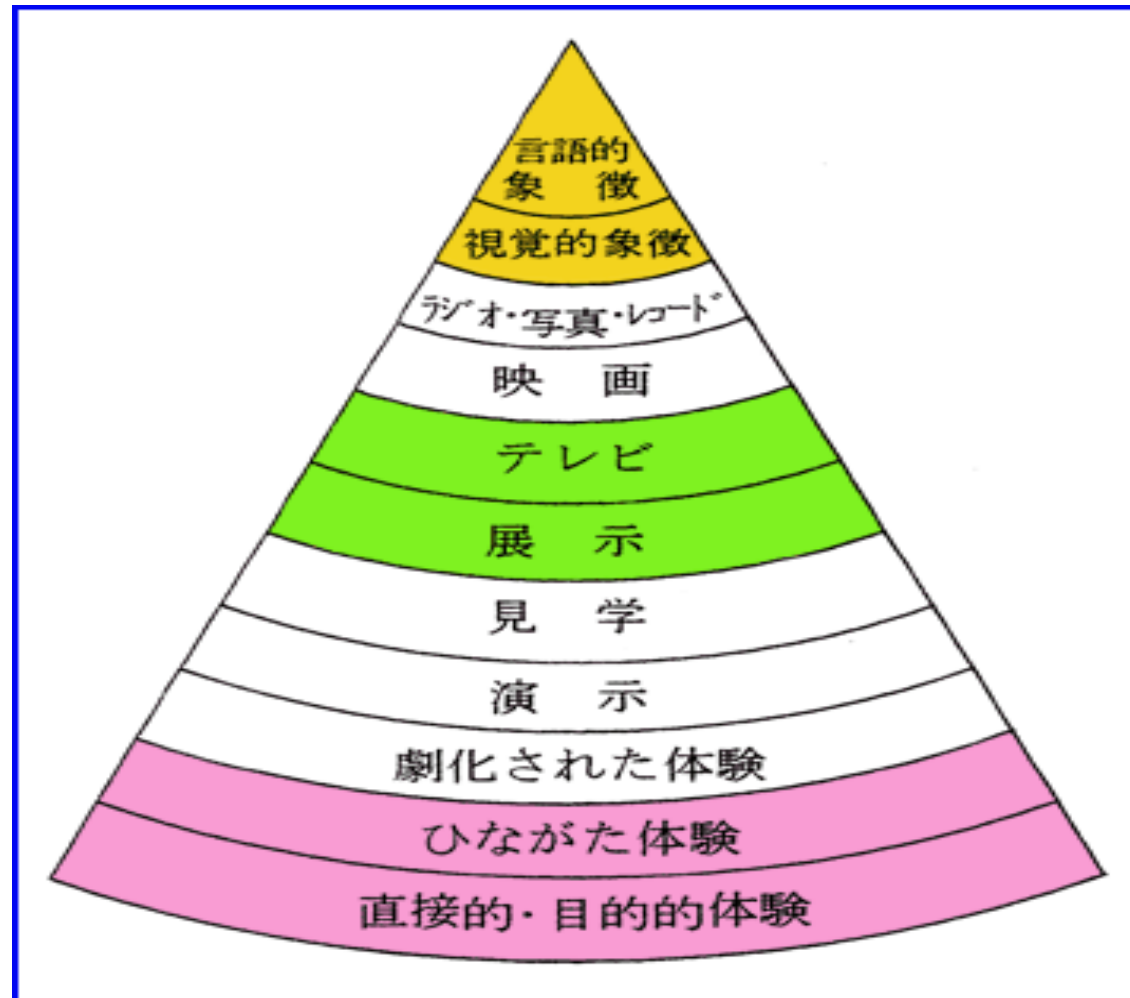 言語的
象徴
視覚的象徴
ラジオ・写真・レコード
映画
テレビ
展示
見学
演示
劇化された体験
ひながた体験
直接的・目的的体験